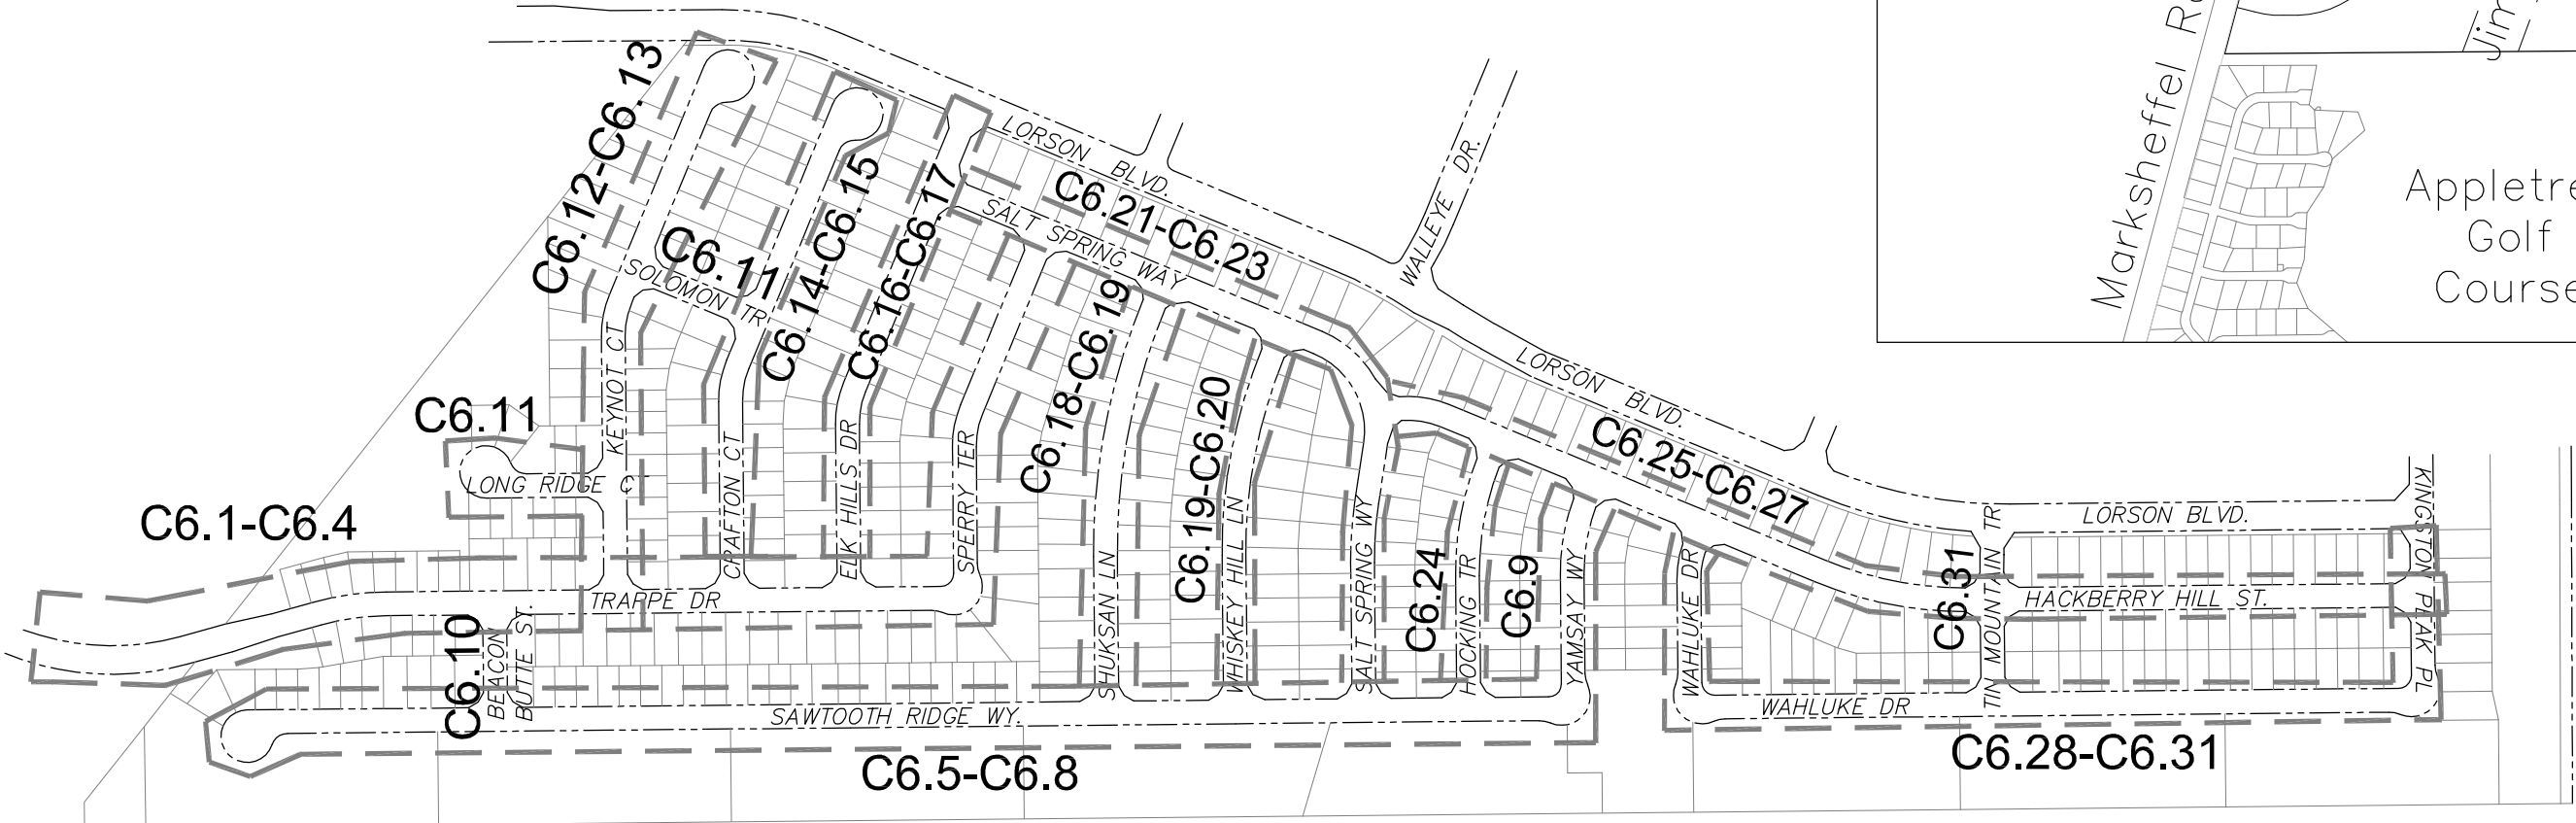 C6.12-C6.13
C6.11
C6.14-C6.15
C6.16-C6.17
LORSON BLVD.
C6.21-C6.23
SALT SPRING WAY
WALLEYE DR.
SOLOMON TR
KEYNOT CT
C6.11
LONG RIDGE CT
C6.1-C6.4
CRAFTON CT
ELK HILLS DR
SPERRY TER
C6.18-C6.19
C6.19-C6.20
SHUKSAN LN
WHISKEY HILL LN
SALT SPRING WY
C6.24
HOCKING TR
C6.9
YAMSAY WY
WAHLUKE DR
LORSON BLVD.
C6.25-C6.27
C6.31
TIN MOUNTAIN TR
LORSON BLVD.
HACKBERRY HILL ST.
KINGSTON PEAK PL
TRAPPE DR
C6.10
BEACON
BUTTE ST.
SAWTOOTH RIDGE WY.
C6.5-C6.8
WAHLUKE DR
C6.28-C6.31
Marksheffel
Jim
Appletre
Golf
Course